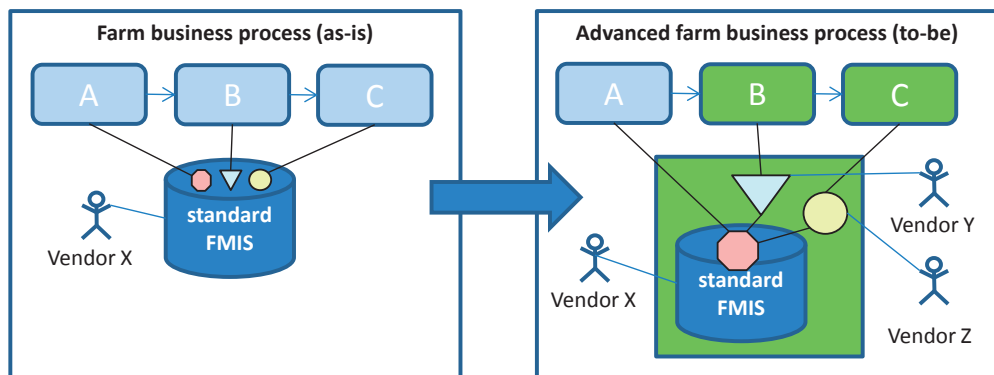 Farm business process (as-is)
A
B
C
standard
FMIS
Vendor X
Advanced farm business process (to-be)
A
B
C
Vendor Y
standard
FMIS
Vendor X
Vendor Z